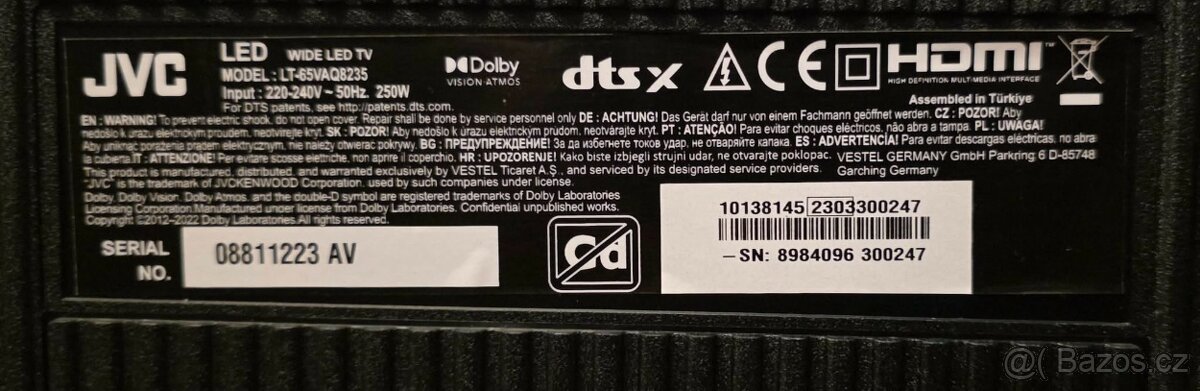 JVC
LED WIDE LED TV
MODEL: LT-65VAQ8235
Input : 220-240V ~ 50Hz. 250W
For DTS patents, see http://patents.dts.com.
Dolby
VISION·ATMOS
dts X
CE
HDMI™
HIGH DEFINITION MULTI-MEDIA INTERFACE
Assembled in Türkiye
EN : WARNING! To prevent electric shock, do not open cover. Repair shall be done by service personnel only DE : ACHTUNG! Das Gerät darf nur von einem Fachmann geöffnet werden. CZ : POZOR! Aby
nedošlo k úrazu elektrickým proudem, neotvírejte kryt. SK : POZOR! Aby nedošlo k úrazu elektrickým prúdom, neotvárajte kryt. PT : ATENÇÃO! Para evitar choques eléctricos, não abra a tampa. PL : UWAGA!
Aby uniknąć porażenia prądem elektrycznym, nie należy otwierać pokrywy. BG : ПРЕДУПРЕЖДЕНИЕ! За да избегнете токов удар, не отваряйте капака. ES : ADVERTENCIA! Para evitar descargas eléctricas, no abra
la cubierta IT : ATTENZIONE! Per evitare scosse elettriche, non aprire il coperchio. HR : UPOZORENJE! Kako biste izbjegli strujni udar, ne otvarajte poklopac. VESTEL GERMANY GmbH Parkring 6 D-85748
Garching Germany
This product is manufactured, distributed, and warranted exclusively by VESTEL Ticaret A.Ş., and serviced by its designated service providers.
"JVC" is the trademark of JVCKENWOOD Corporation, used by such companies under license.
Dolby, Dolby Vision, Dolby Atmos, and the double-D symbol are registered trademarks of Dolby Laboratories
Licensing Corporation Manufactured under license from Dolby Laboratories. Confidential unpublished works.
Copyright ©2012-2022 Dolby Laboratories.All rights reserved.
SERIAL
NO.
08811223 AV
Cd
10138145 2303300247
–SN: 8984096 300247
@( Bazoš.cz